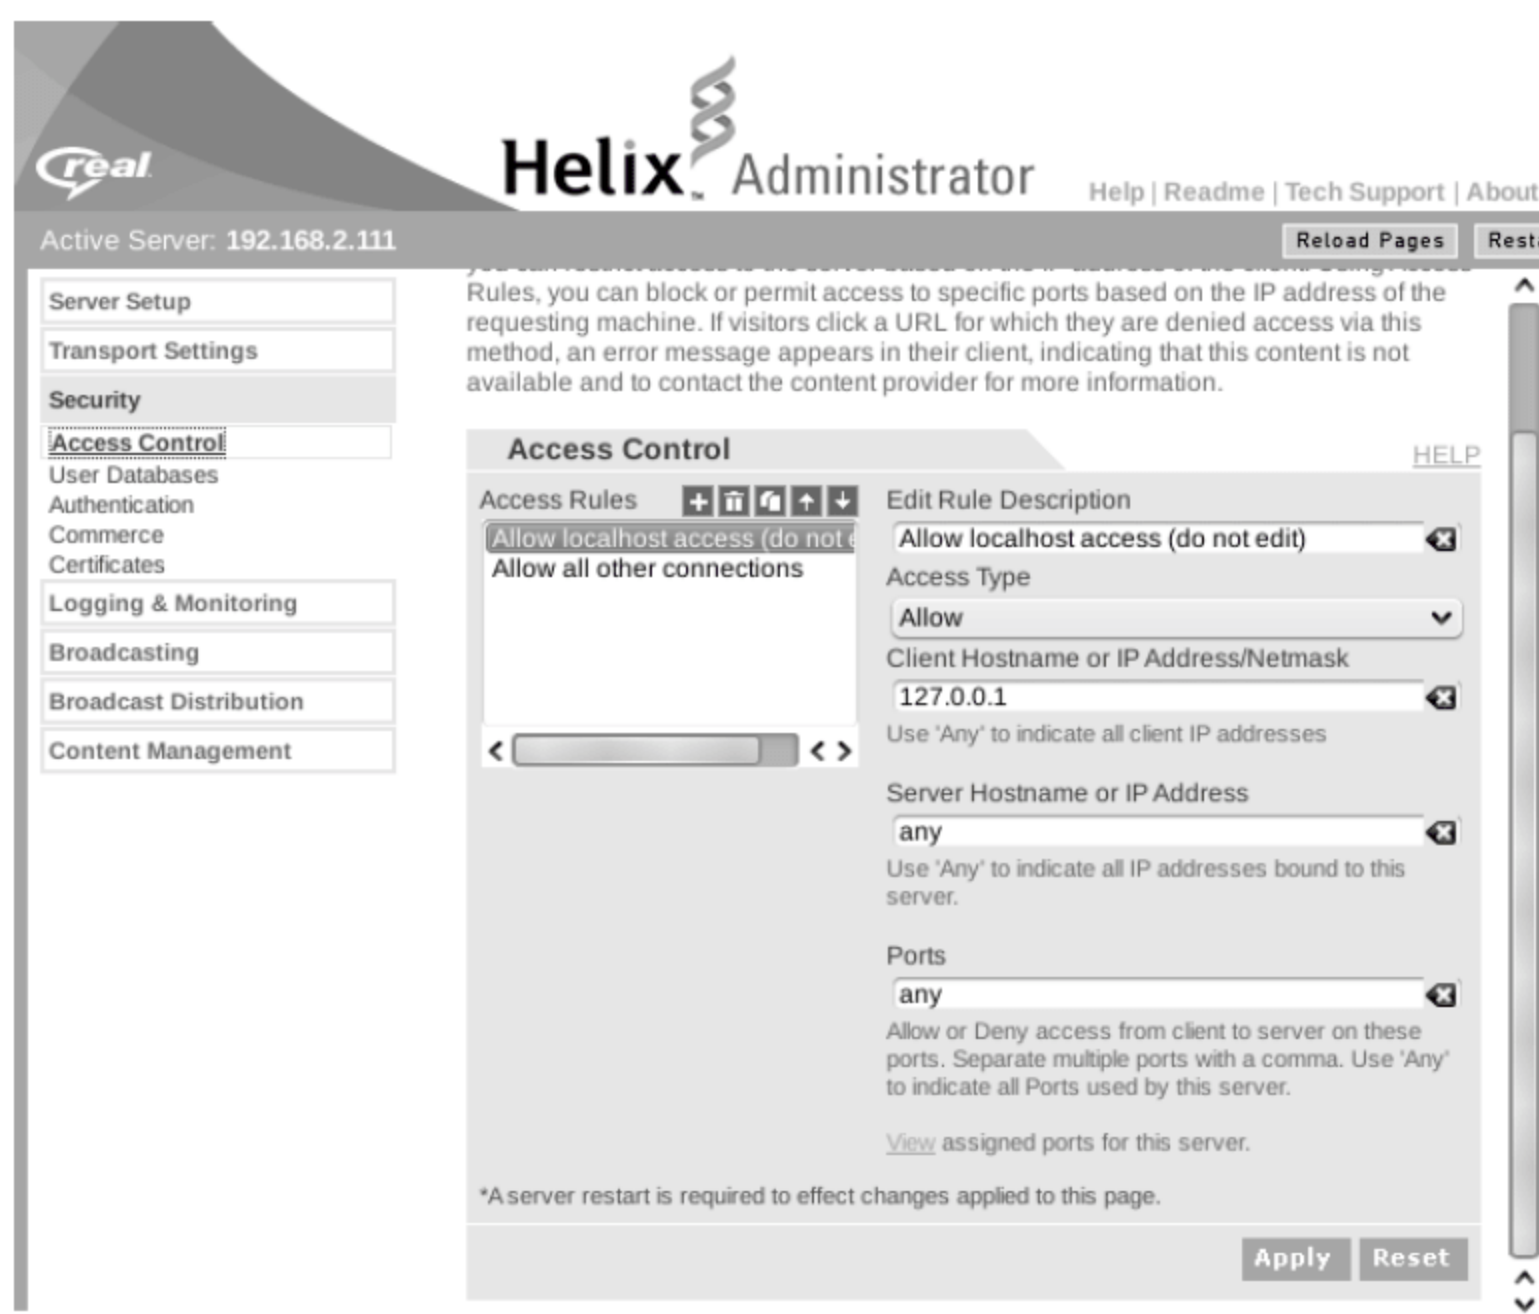 real
Helix Administrator
Help | Readme | Tech Support | About
Active Server: 192.168.2.111
Reload Pages
Server Setup
Transport Settings
Security
Access Control
User Databases
Authentication
Commerce
Certificates
Logging & Monitoring
Broadcasting
Broadcast Distribution
Content Management
Rules, you can block or permit access to specific ports based on the IP address of the
requesting machine. If visitors click a URL for which they are denied access via this
method, an error message appears in their client, indicating that this content is not
available and to contact the content provider for more information.
Access Control
HELP
Access Rules
Allow localhost access (do not
Allow all other connections
Edit Rule Description
Allow localhost access (do not edit)
Access Type
Allow
Client Hostname or IP Address/Netmask
127.0.0.1
Use 'Any' to indicate all client IP addresses
Server Hostname or IP Address
any
Use 'Any' to indicate all IP addresses bound to this
server.
Ports
any
Allow or Deny access from client to server on these
ports. Separate multiple ports with a comma. Use 'Any'
to indicate all Ports used by this server.
View assigned ports for this server.
*A server restart is required to effect changes applied to this page.
Apply
Reset